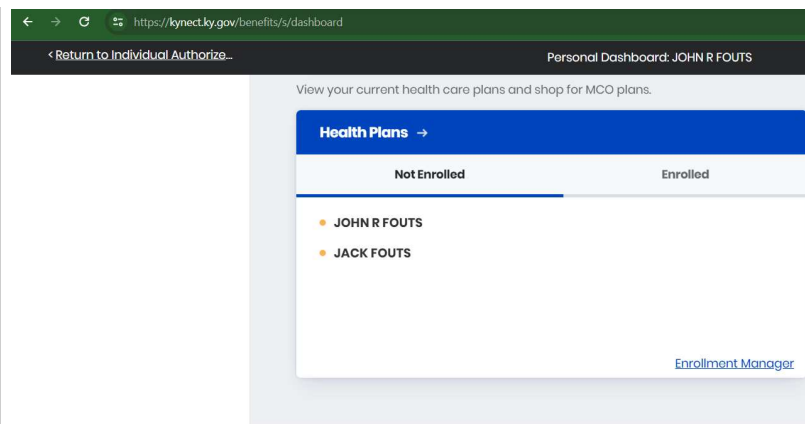 https://kynect.ky.gov/benefits/s/dashboard
< Return to Individual Authorize... Personal Dashboard: JOHN R FOUTS
View your current health care plans and shop for MCO plans.
Health Plans →
Not Enrolled Enrolled
JOHN R FOUTS
JACK FOUTS
Enrollment Manager